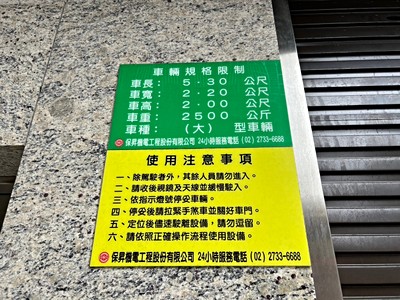 車輛規格限制
車長： 5．30 公尺
車寬： 2．20 公尺
車高： 2．00 公尺
車重： 2500 公斤
車種： （大） 型車輛
保昇機電工程股份有限公司 24小時服務電話（02）2733-6688
使用注意事項
一、除駕駛者外，其餘人員請勿進入。
二、請收後視鏡及天線並緩慢駛入。
三、依指示燈號停妥車輛。
四、停妥後請拉緊手煞車並關好車門。
五、定位後儘速駛離設備，請勿逗留。
六、請依照正確操作流程使用設備。
保昇機電工程股份有限公司 24小時服務電話（02）2733-6688